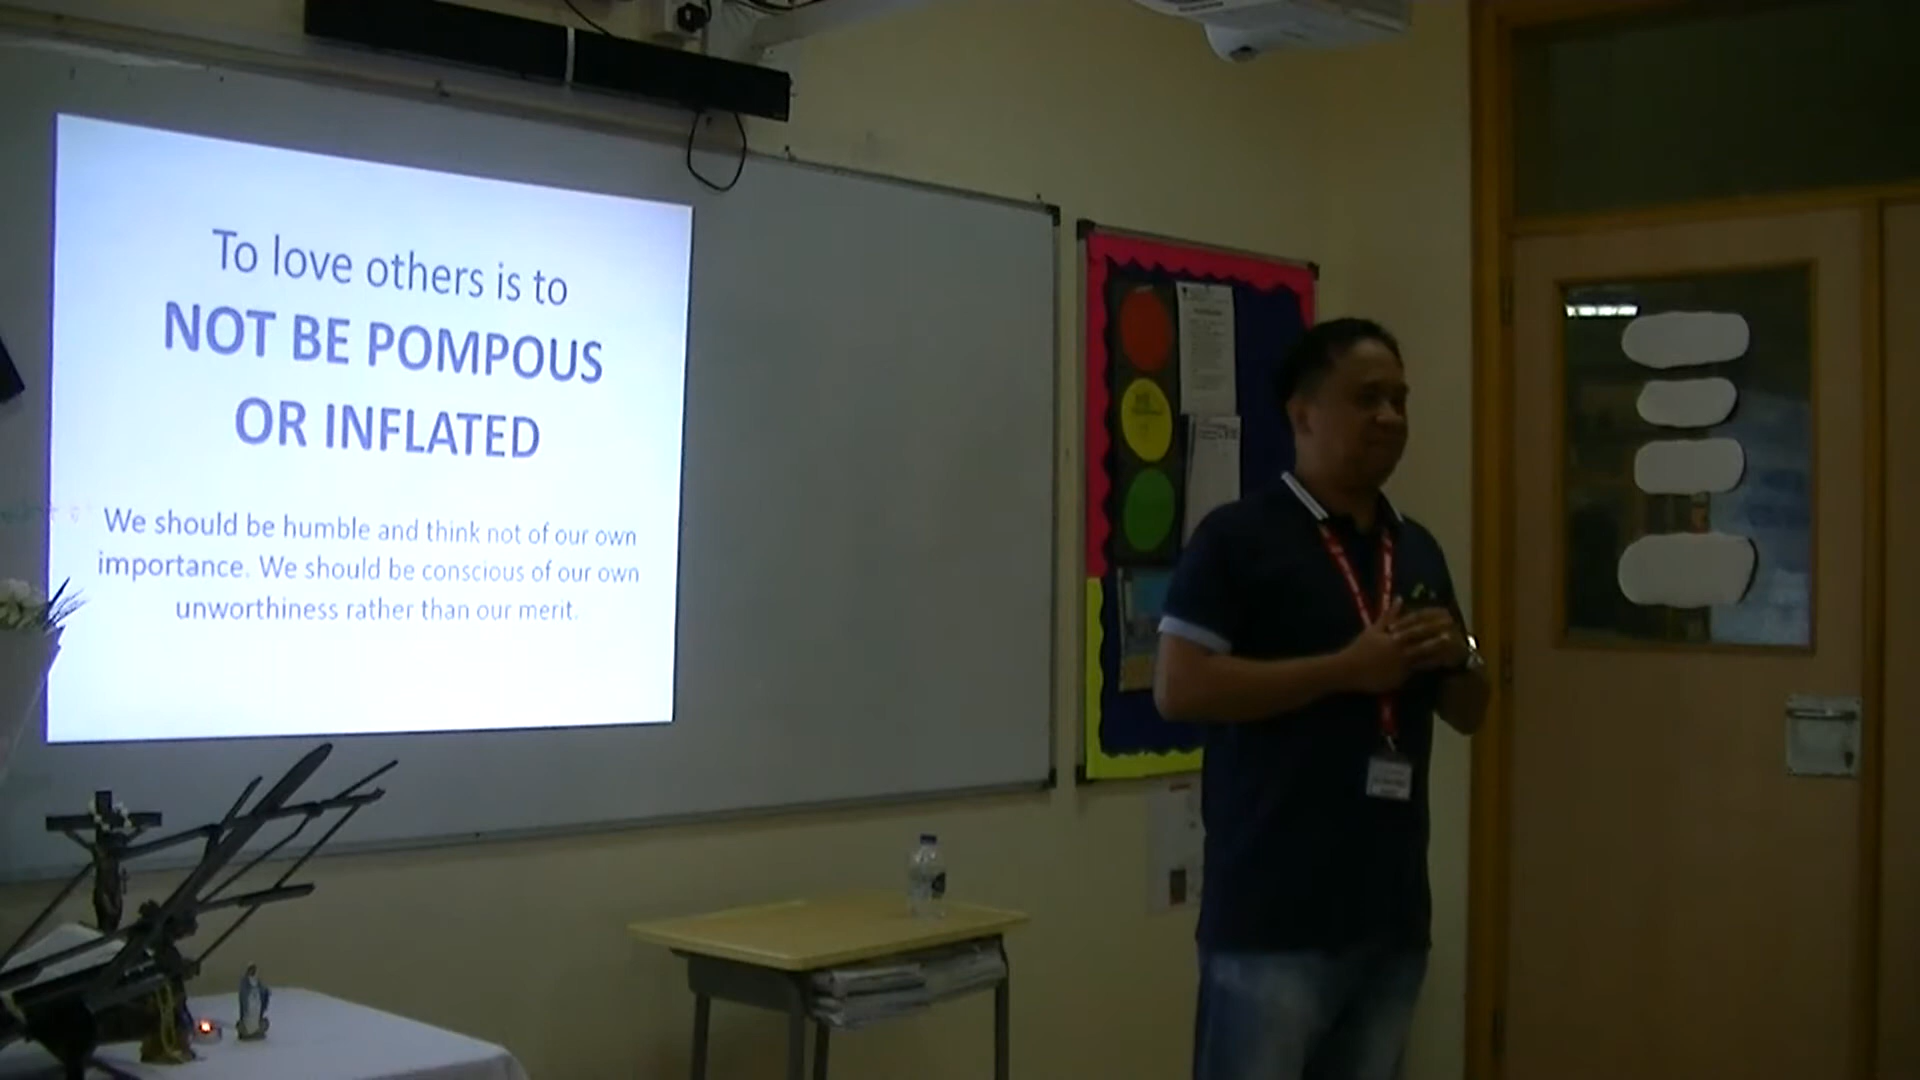 To love others is to
NOT BE POMPOUS
OR INFLATED
We should be humble and think not of our own
importance. We should be conscious of our own
unworthiness rather than our merit.